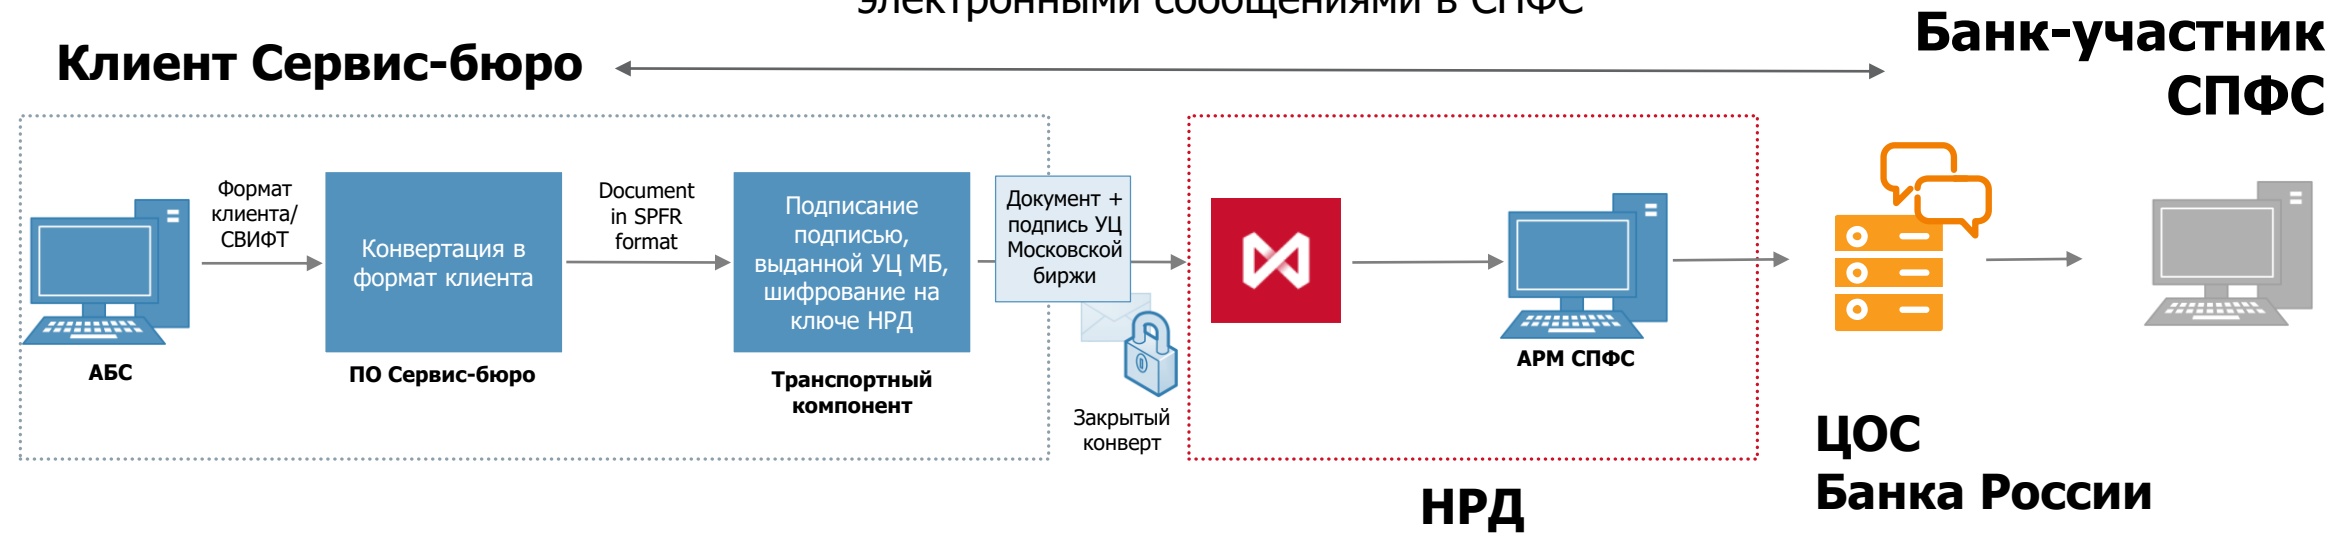 электронными сообщениями в СПФС
Клиент Сервис-бюро
Банк-участник
СПФС
Формат
клиента/
СВИФТ
Конвертация в
формат клиента
Document
in SPFR
format
Подписание
подписью,
выданной УЦ МБ,
шифрование на
ключе НРД
Документ +
подпись УЦ
Московской
биржи
АБС
ПО Сервис-бюро
Транспортный
компонент
Закрытый
конверт
АРМ СПФС
НРД
ЦОС
Банка России